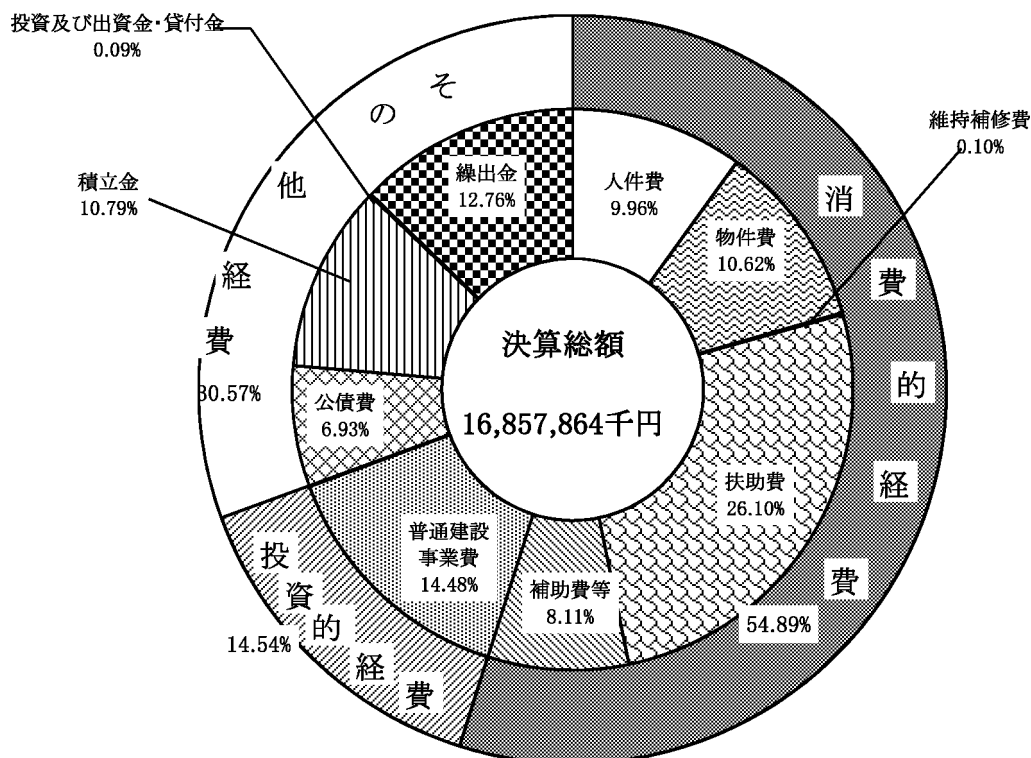 投資及び出資金・貸付金
0.09%
維持補修費
0.10%
積立金
10.79%
繰出金
12.76%
人件費
9.96%
物件費
10.62%
扶助費
26.10%
補助費等
8.11%
普通建設
事業費
14.48%
公債費
6.93%
決算総額
16,857,864千円
消費的経費
54.89%
投資的経費
14.54%
その他経費
30.57%